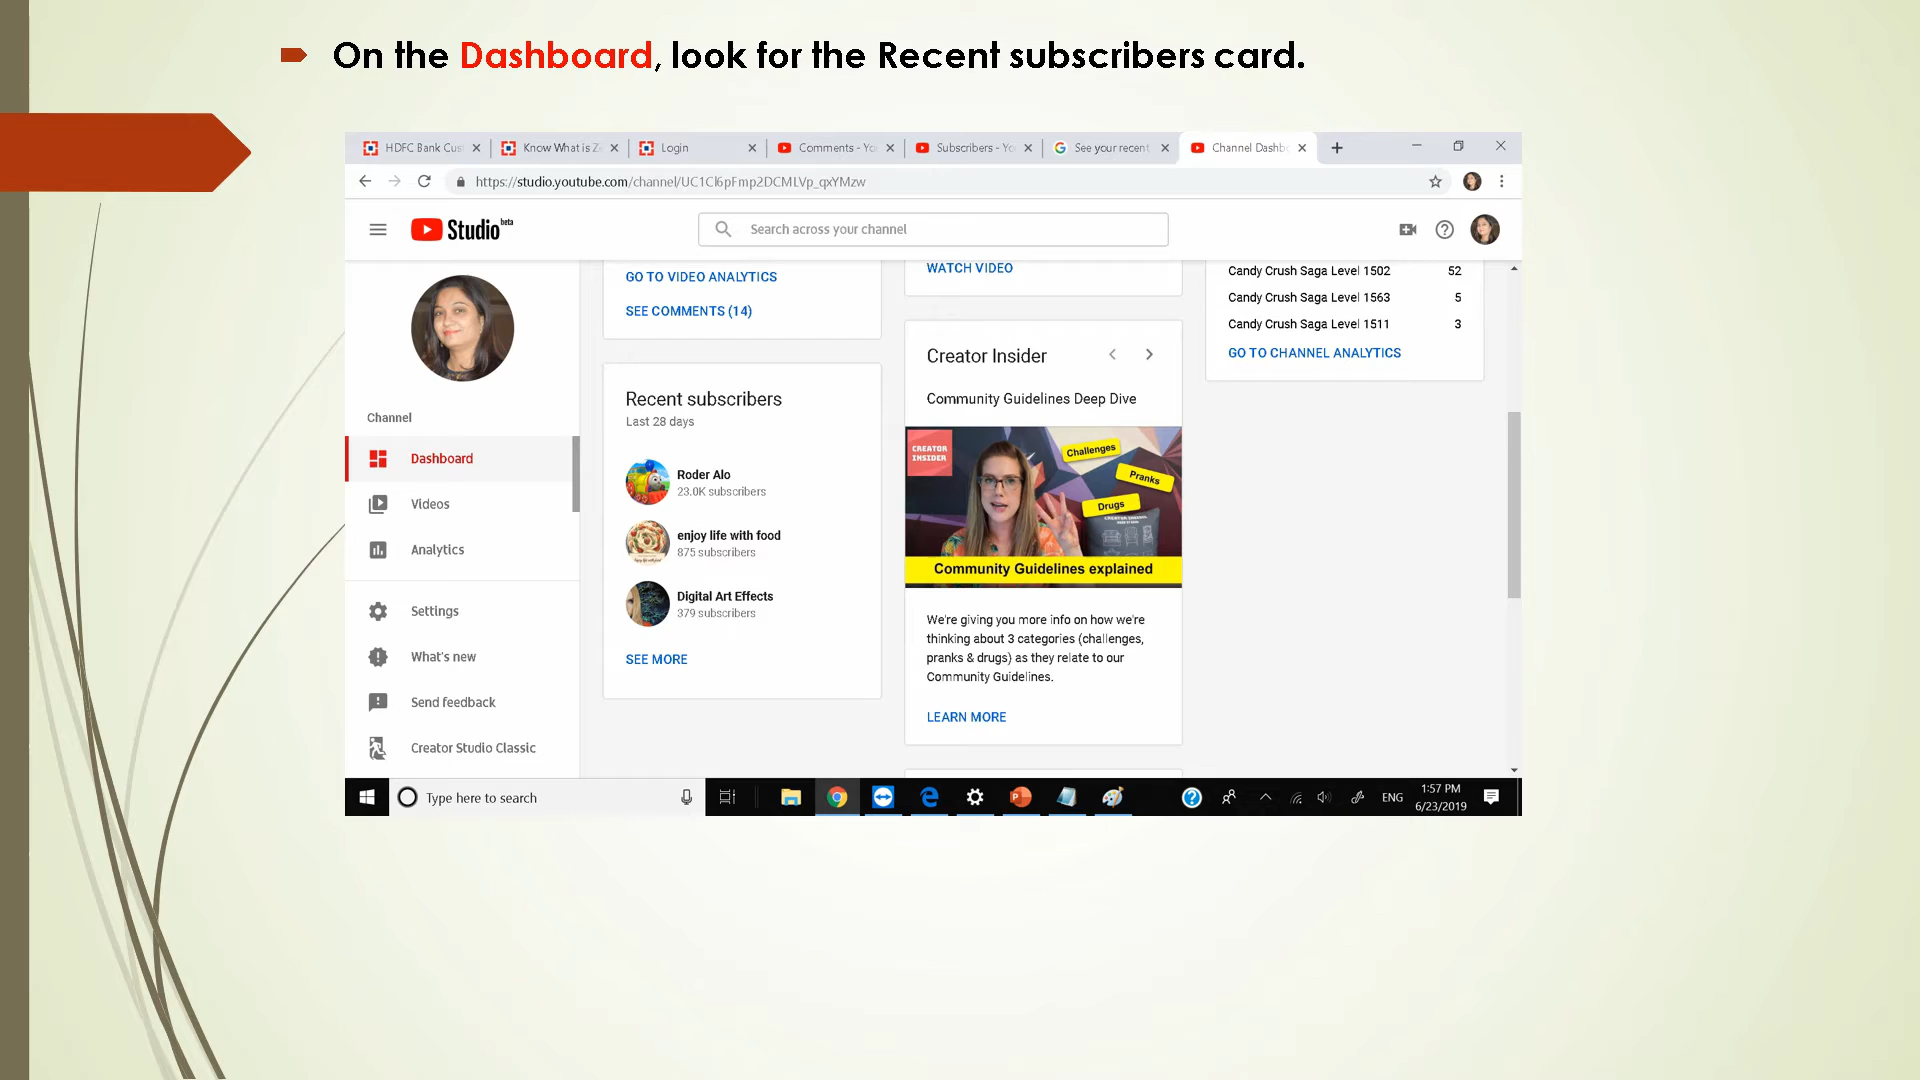 On the Dashboard, look for the Recent subscribers card.
HDFC Bank Cus
Know What is Ze
Login
Comments - Yo
Subscribers - Yo
See your recent
Channel Dashb
https://studio.youtube.com/channel/UC1Cl6pFmp2DCMLVp_qxYMzw
Studio beta
Search across your channel
Channel
Dashboard
Videos
Analytics
Settings
What's new
Send feedback
Creator Studio Classic
GO TO VIDEO ANALYTICS
SEE COMMENTS (14)
Recent subscribers
Last 28 days
Roder Alo
23.0K subscribers
enjoy life with food
875 subscribers
Digital Art Effects
379 subscribers
SEE MORE
WATCH VIDEO
Creator Insider
Community Guidelines Deep Dive
CREATOR
INSIDER
Challenges
Pranks
Drugs
Community Guidelines explained
We're giving you more info on how we're
thinking about 3 categories (challenges,
pranks & drugs) as they relate to our
Community Guidelines.
LEARN MORE
Candy Crush Saga Level 1502 52
Candy Crush Saga Level 1563 5
Candy Crush Saga Level 1511 3
GO TO CHANNEL ANALYTICS
Type here to search
ENG
1:57 PM
6/23/2019